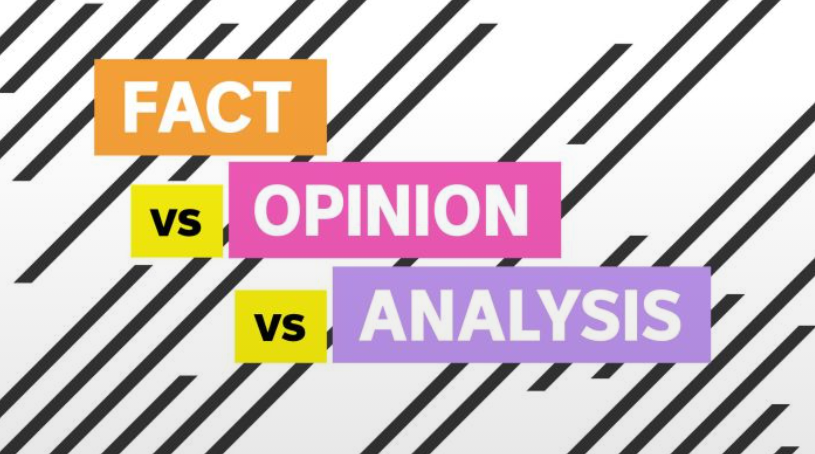 FACT
vs OPINION
vs ANALYSIS